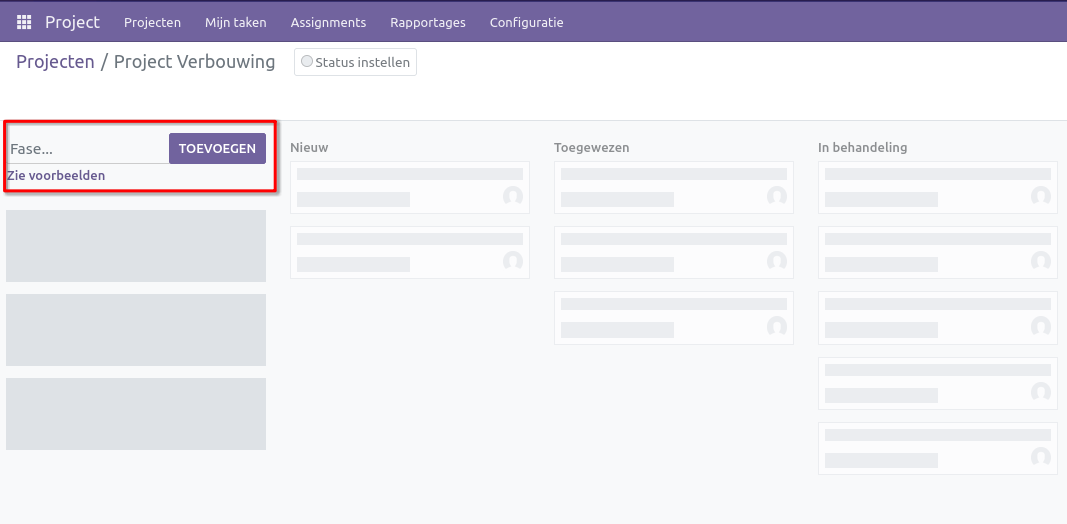 Project Projecten Mijn taken Assignments Rapportages Configuratie
Projecten / Project Verbouwing Status instellen
Fase... TOEVOEGEN
Zie voorbeelden
Nieuw Toegewezen In behandeling